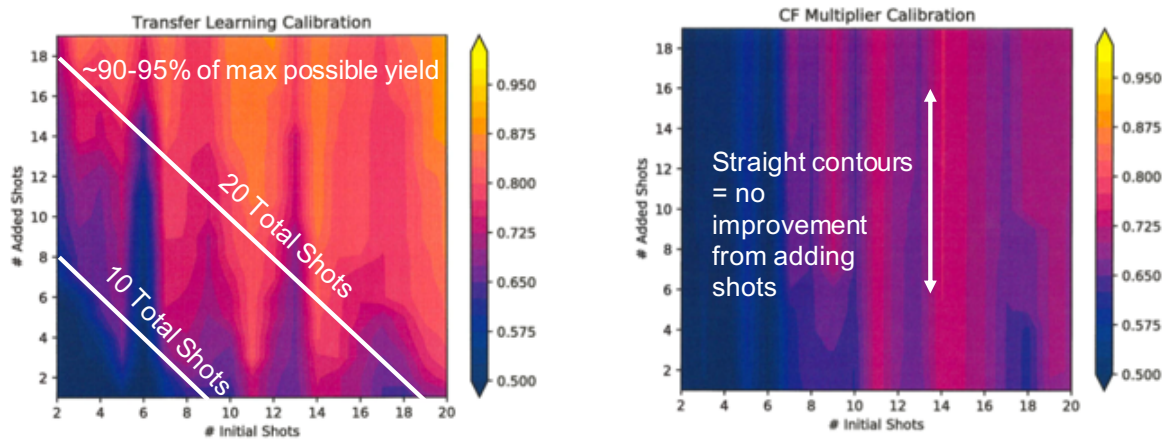 Transfer Learning Calibration
18
16
14
12
10
8
6
4
2
# Added Shots
~90-95% of max possible yield
20 Total Shots
10 Total Shots
2 4 6 8 10 12 14 16 18 20
# Initial Shots
0.950
0.875
0.800
0.725
0.650
0.575
0.500
CF Multiplier Calibration
18
16
14
12
10
8
6
4
2
# Added Shots
Straight contours
= no
improvement
from adding
shots
2 4 6 8 10 12 14 16 18 20
# Initial Shots
0.950
0.875
0.800
0.725
0.650
0.575
0.500